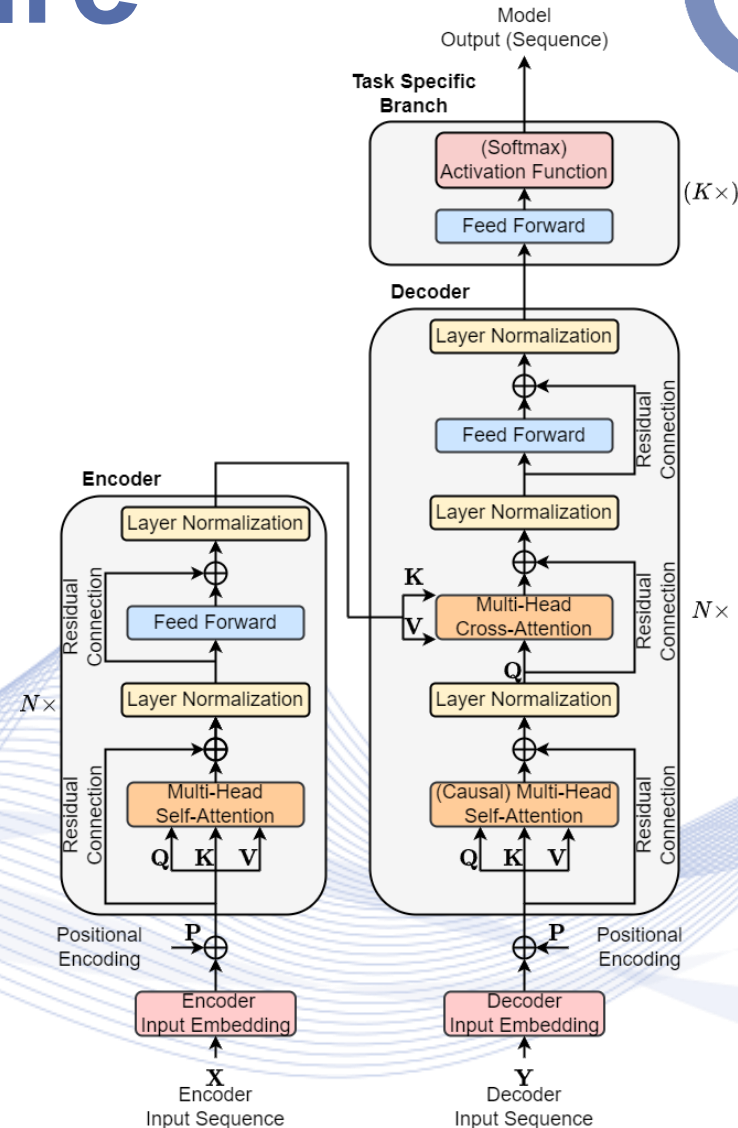 Model
Output (Sequence)
Task Specific
Branch
(Softmax)
Activation Function
Feed Forward
(K×)
Decoder
Layer Normalization
Residual
Connection
Feed Forward
Layer Normalization
K
V
Multi-Head
Cross-Attention
Residual
Connection
N×
Q
Layer Normalization
(Causal) Multi-Head
Self-Attention
Residual
Connection
Q K V
P
Positional
Encoding
Decoder
Input Embedding
Y
Decoder
Input Sequence
Encoder
Layer Normalization
Residual
Connection
Feed Forward
N×
Layer Normalization
Residual
Connection
Multi-Head
Self-Attention
Q K V
Positional
Encoding
P
Encoder
Input Embedding
X
Encoder
Input Sequence